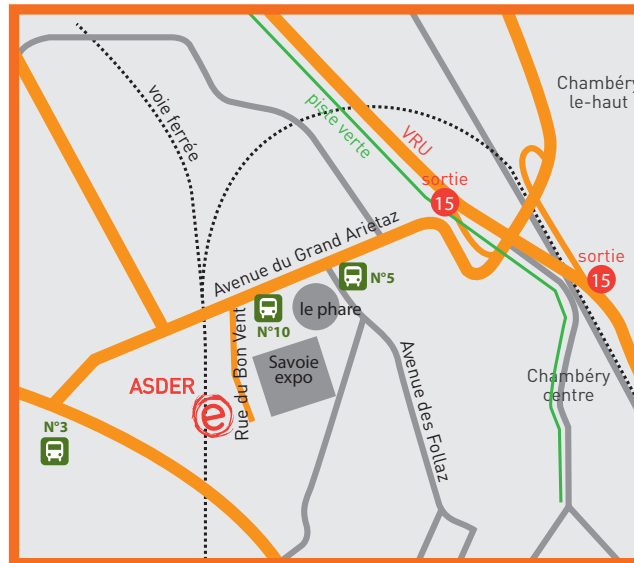 Chambéry
le-haut
voie ferrée
piste verte
VRU
sortie
15
Avenue du Grand Arietaz
sortie
15
N°5
N°10
le phare
Rue du Bon Vent
Savoie
expo
Avenue des Follaz
ASDER
e
Chambéry
centre
N°3